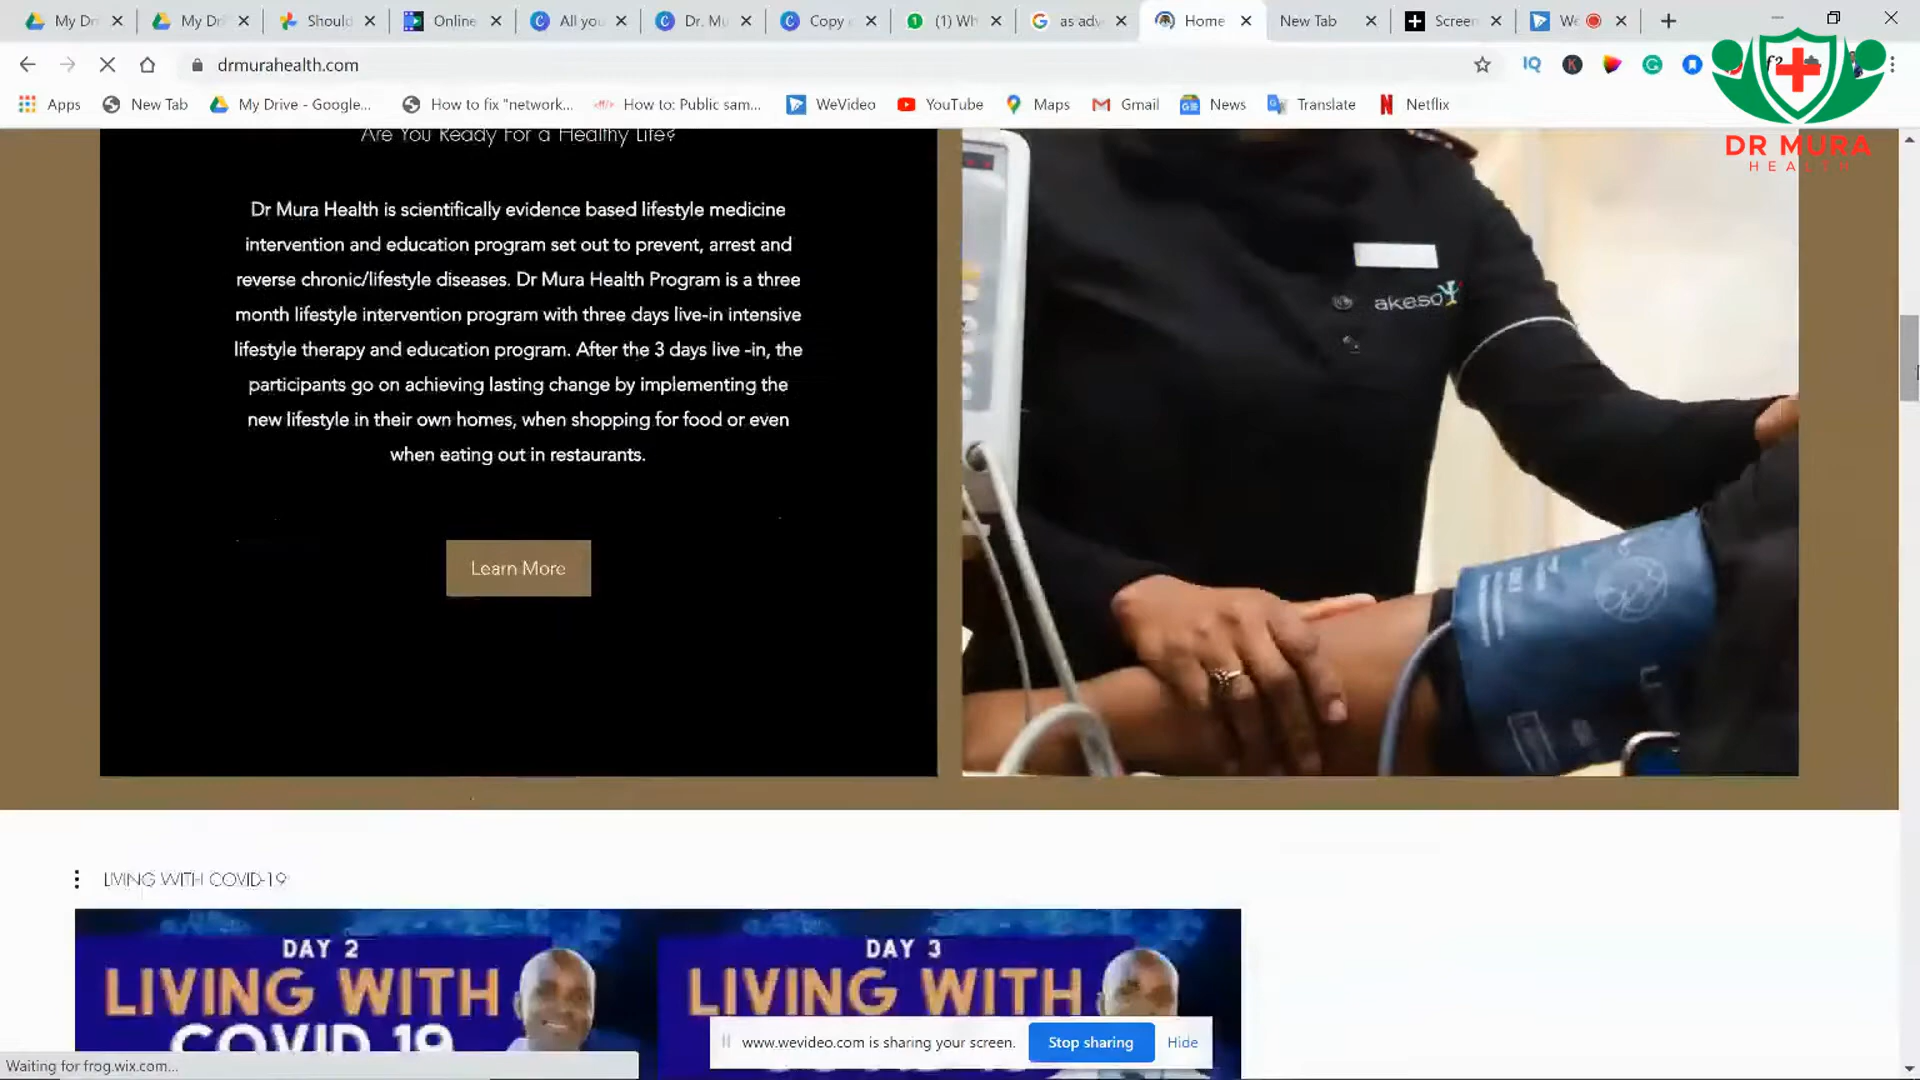 My Dri
My Dri
Should
Online
All you
Dr. Mu
Copy
(1) Wh
as adv
Home
New Tab
Screen
We
drmurahealth.com
Apps
New Tab
My Drive - Google...
How to fix "network...
How to: Public sam...
WeVideo
YouTube
Maps
Gmail
News
Translate
Netflix
DR MURA
HEALTH
Are You Ready For a Healthy Life?
Dr Mura Health is scientifically evidence based lifestyle medicine
intervention and education program set out to prevent, arrest and
reverse chronic/lifestyle diseases. Dr Mura Health Program is a three
month lifestyle intervention program with three days live-in intensive
lifestyle therapy and education program. After the 3 days live -in, the
participants go on achieving lasting change by implementing the
new lifestyle in their own homes, when shopping for food or even
when eating out in restaurants.
Learn More
akeso
LIVING WITH COVID-19
DAY 2
LIVING WITH
COVID 19
DAY 3
LIVING WITH
www.wevideo.com is sharing your screen.
Stop sharing
Hide
Waiting for frog.wix.com...